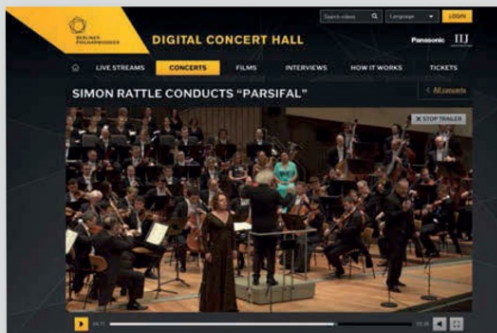 Search videos
Language
LOGIN
BERLINER
PHILHARMONIKER
DIGITAL CONCERT HALL
Panasonic
IIJ
LIVE STREAMS
CONCERTS
FILMS
INTERVIEWS
HOW IT WORKS
TICKETS
SIMON RATTLE CONDUCTS “PARSIFAL”
< All concerts
X STOP TRAILER